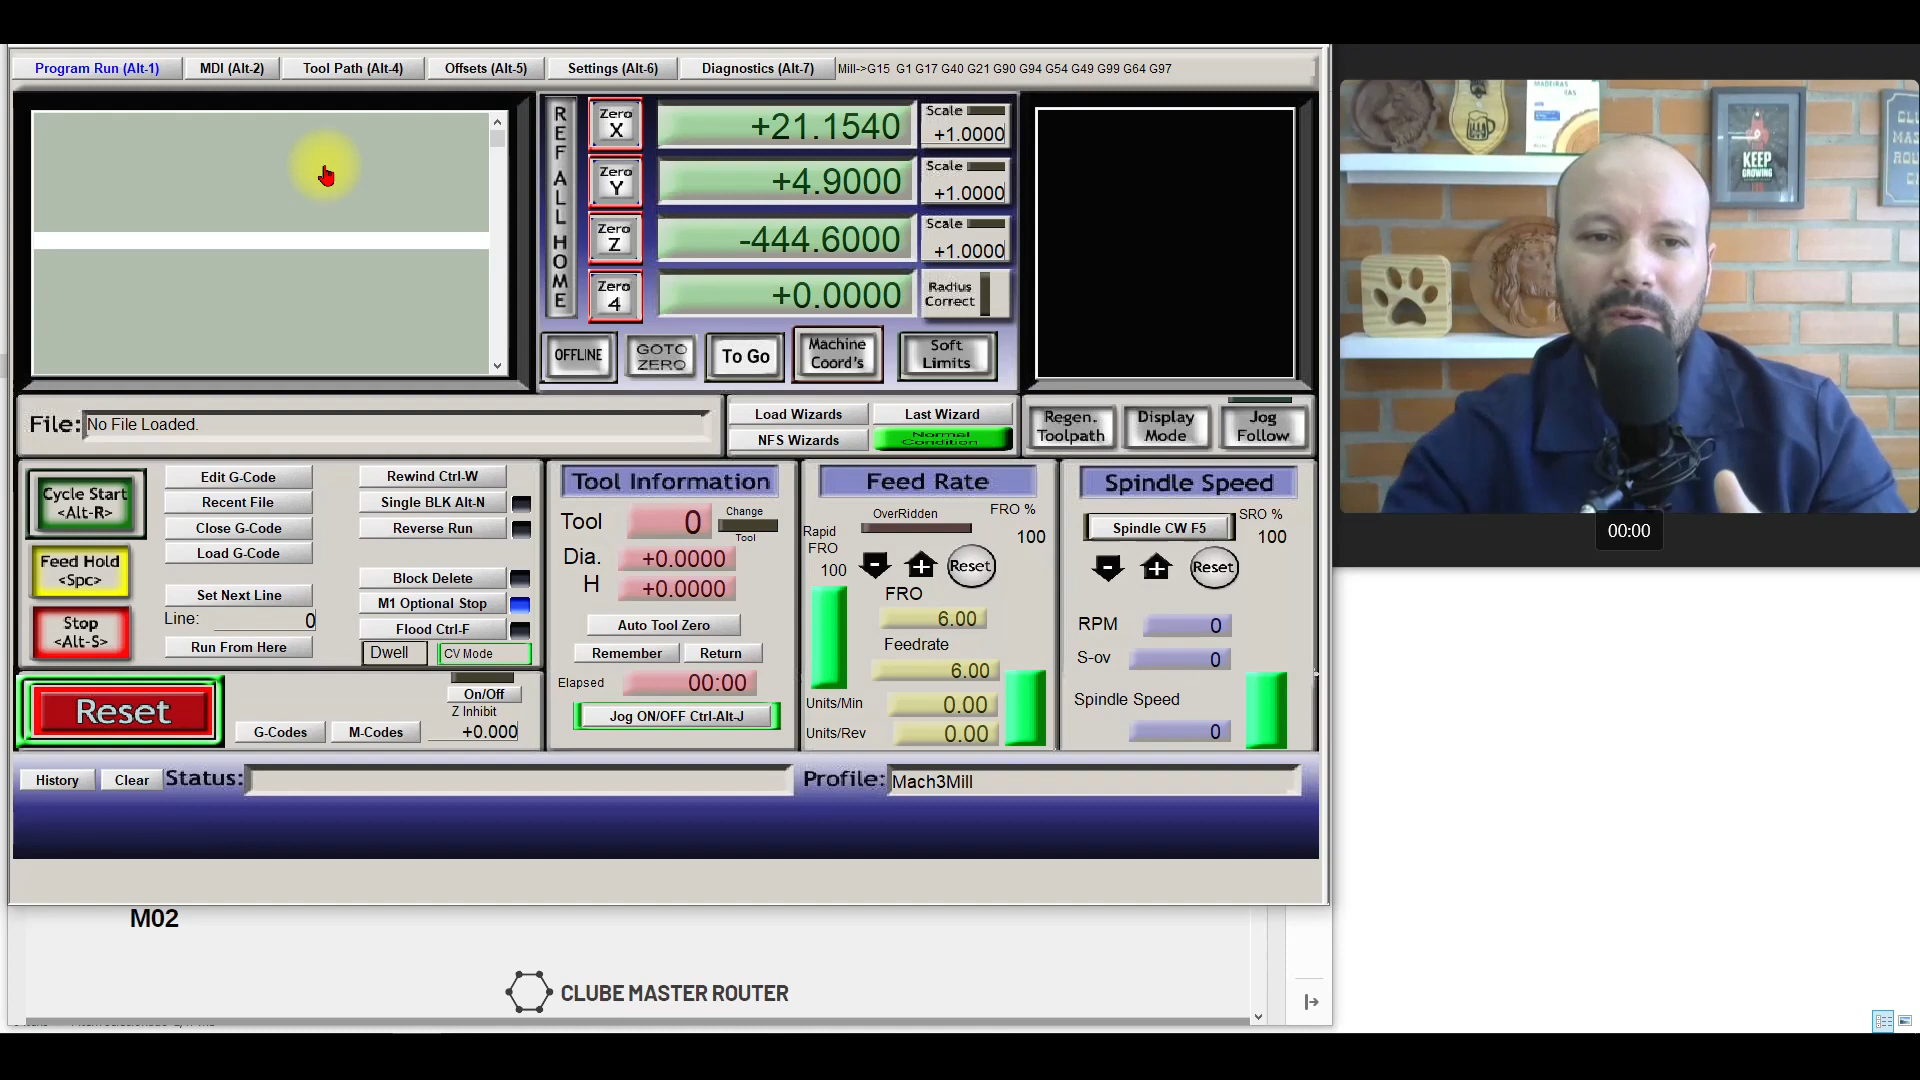 Program Run (Alt-1) MDI (Alt-2) Tool Path (Alt-4) Offsets (Alt-5) Settings (Alt-6) Diagnostics (Alt-7) Mill->G15 G1 G17 G40 G21 G90 G94 G54 G49 G99 G64 G97
REF ALL HOME
Zero X +21.1540 Scale +1.0000
Zero Y +4.9000 Scale +1.0000
Zero Z -444.6000 Scale +1.0000
Zero 4 +0.0000 Radius Correct
OFFLINE GOTO ZERO To Go Machine Coord's Soft Limits
File: No File Loaded.
Load Wizards Last Wizard
NFS Wizards Normal Condition
Regen. Toolpath Display Mode Jog Follow
Cycle Start <Alt-R>
Feed Hold <Spc>
Stop <Alt-S>
Edit G-Code
Recent File
Close G-Code
Load G-Code
Set Next Line
Line: 0
Run From Here
Rewind Ctrl-W
Single BLK Alt-N
Reverse Run
Block Delete
M1 Optional Stop
Flood Ctrl-F
Dwell CV Mode
Reset
G-Codes M-Codes
On/Off
Z Inhibit
+0.000
Tool Information
Tool 0 Change Tool
Dia. +0.0000
H +0.0000
Auto Tool Zero
Remember Return
Elapsed 00:00
Jog ON/OFF Ctrl-Alt-J
Feed Rate
OverRidden FRO %
100
Rapid FRO
100
Reset
FRO
6.00
Feedrate
6.00
Units/Min 0.00
Units/Rev 0.00
Spindle Speed
Spindle CW F5 SRO %
100
Reset
RPM 0
S-ov 0
Spindle Speed
0
History Clear Status: Profile: Mach3Mill
M02
CLUBE MASTER ROUTER
KEEP
GROWING
00:00